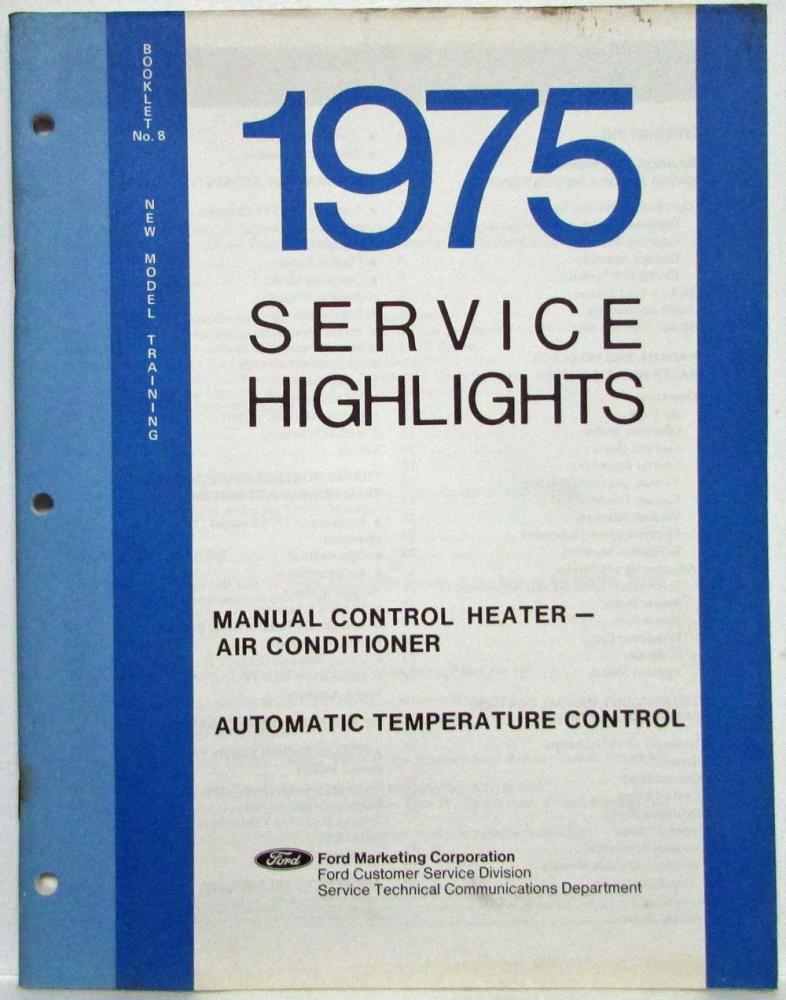 BOOKLET
No. 8
NEW MODEL TRAINING
1975
SERVICE
HIGHLIGHTS
MANUAL CONTROL HEATER —
AIR CONDITIONER
AUTOMATIC TEMPERATURE CONTROL
Ford
Ford Marketing Corporation
Ford Customer Service Division
Service Technical Communications Department